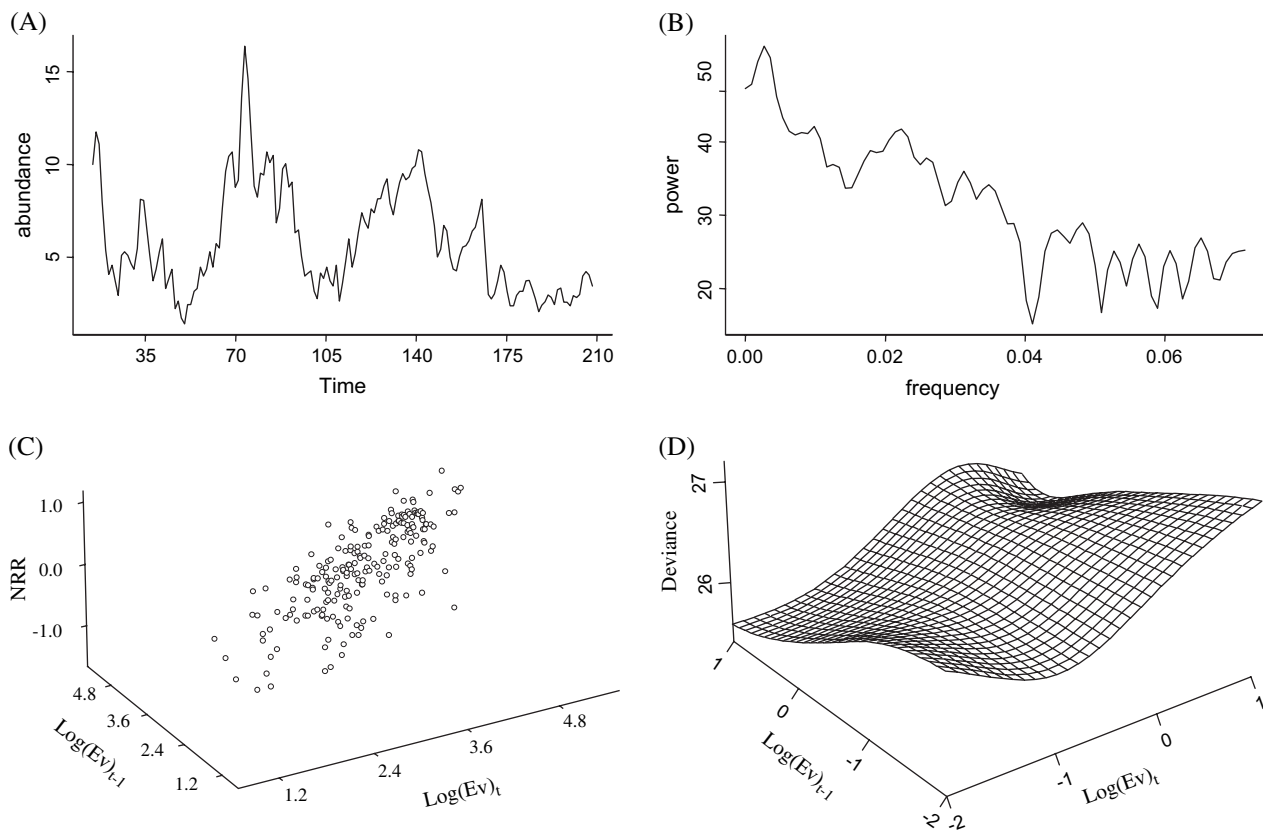 (A)
abundance
15
10
5
35 70 105 140 175 210
Time
(B)
power
50
40
30
20
0.00 0.02 0.04 0.06
frequency
(C)
NRR
1.0
0.0
-1.0
4.8
3.6
2.4
1.2
Log(Ev)t-1
1.2
2.4
3.6
4.8
Log(Ev)t
(D)
Deviance
27
26
1
0
-1
-2
Log(Ev)t-1
-2
-1
0
1
Log(Ev)t